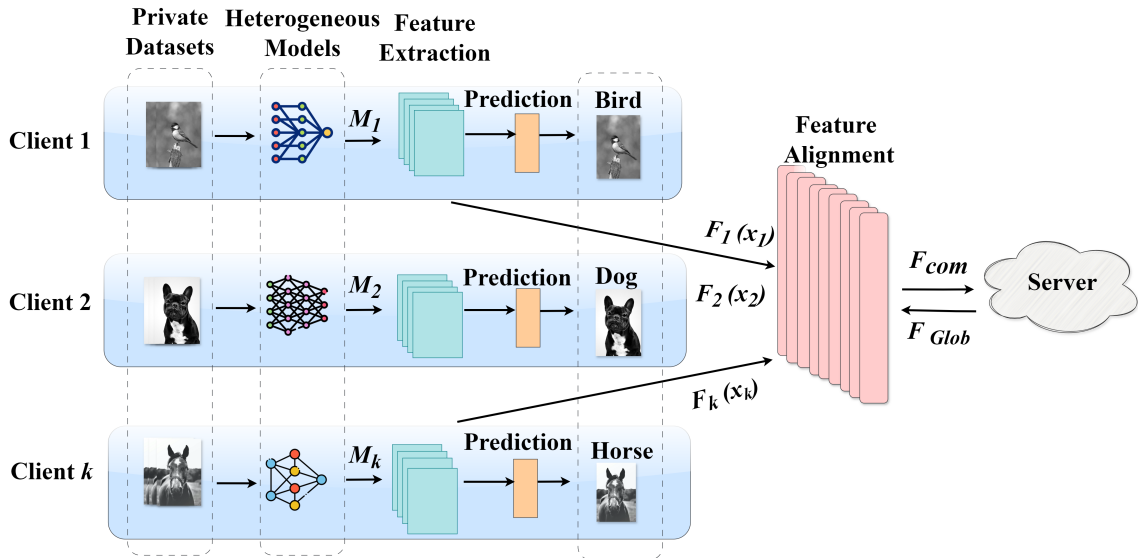 Private
Datasets
Heterogeneous
Models
Feature
Extraction
Client 1
M1
Prediction
Bird
Feature
Alignment
F1 (x1)
Client 2
M2
Prediction
Dog
F2 (x2)
Fcom
F Glob
Server
Fk (xk)
Client k
Mk
Prediction
Horse